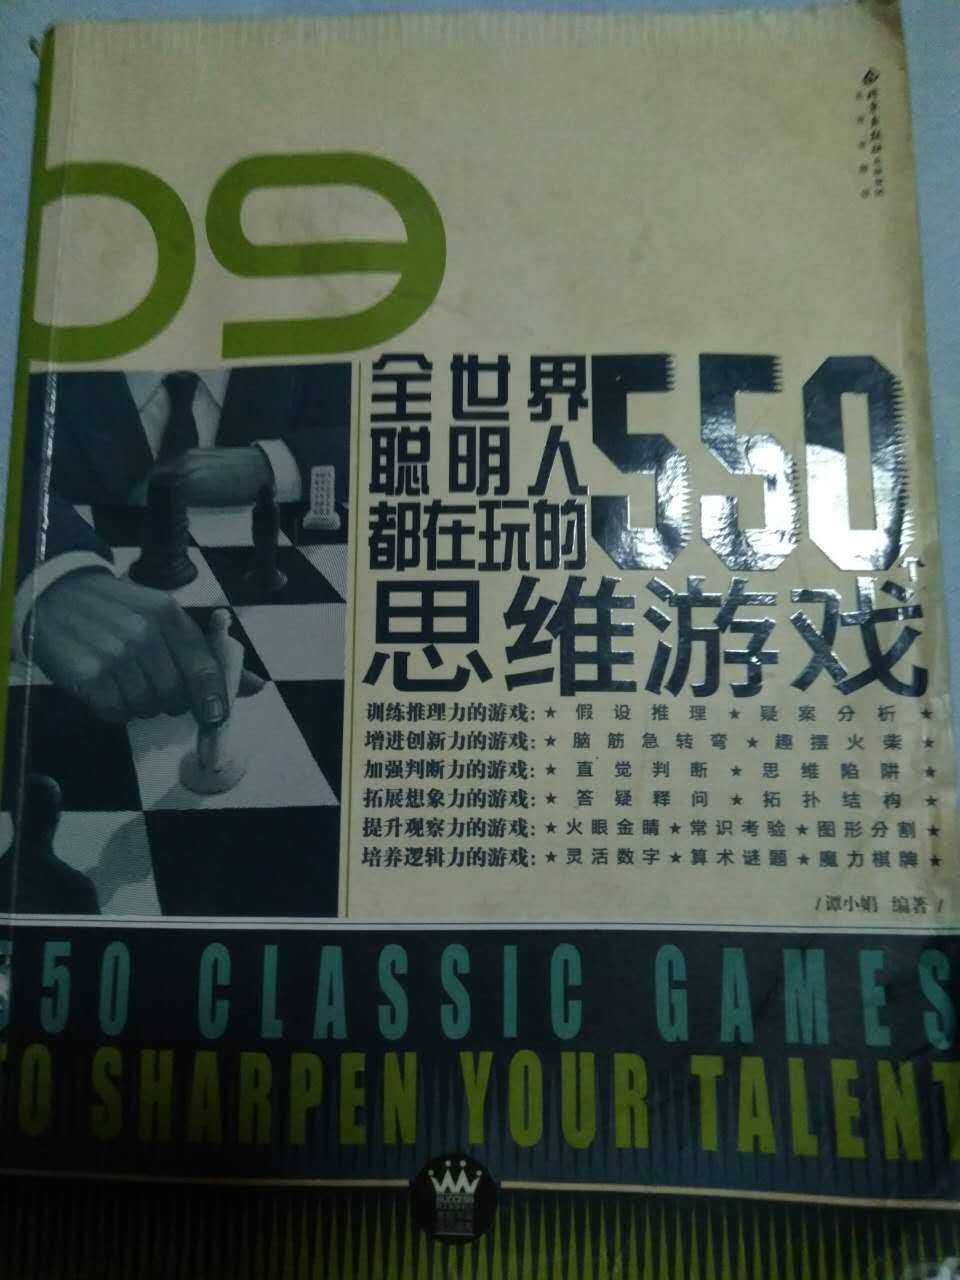 09
全世界
聪明人
都在玩的
550个
思维游戏
训练推理力的游戏：★ 假设推理 ★ 疑案分析 ★
增进创新力的游戏：★ 脑筋急转弯 ★ 趣摆火柴 ★
加强判断力的游戏：★ 直觉判断 ★ 思维陷阱 ★
拓展想象力的游戏：★ 答疑释问 ★ 拓扑结构 ★
提升观察力的游戏：★ 火眼金睛 ★ 常识考验 ★ 图形分割 ★
培养逻辑力的游戏：★ 灵活数字 ★ 算术谜题 ★ 魔力棋牌 ★
/ 谭小娟 编著 /
550 CLASSIC GAMES
TO SHARPEN YOUR TALENT
SUCCESS